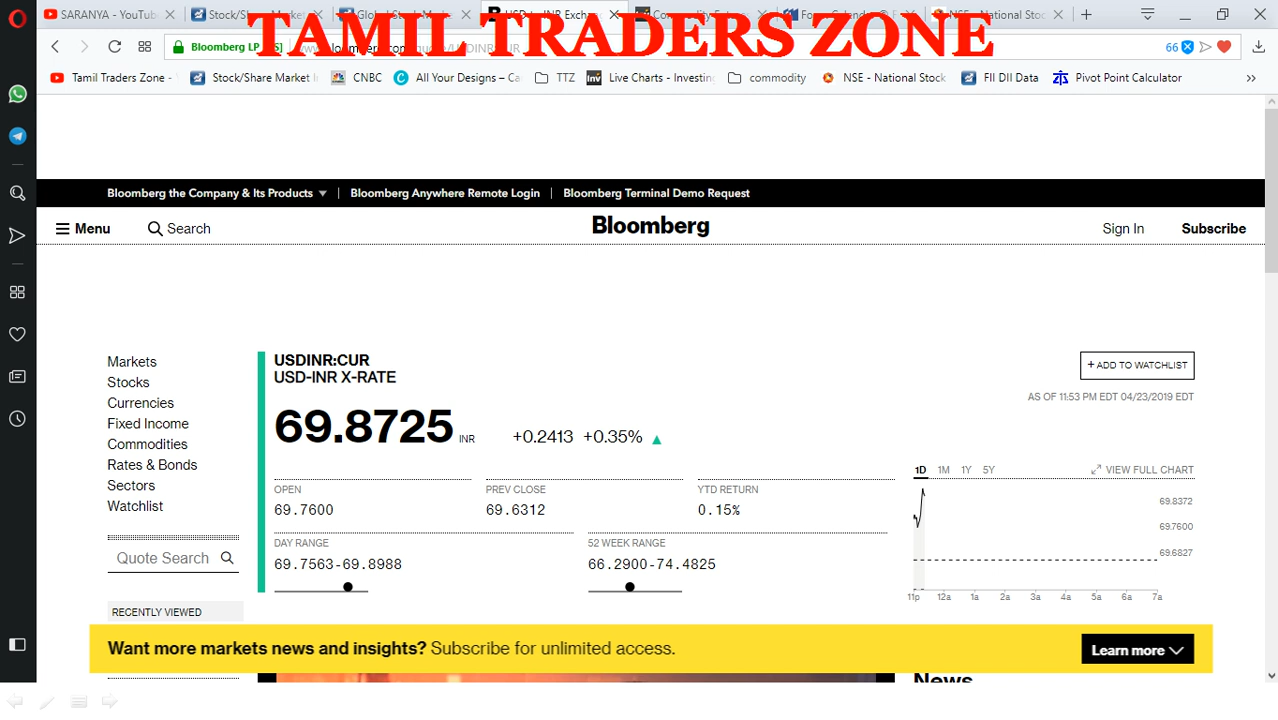 TAMIL TRADERS ZONE
SARANYA - YouTub
Bloomberg LP
Tamil Traders Zone - Stock/Share Market CNBC All Your Designs – Ca TTZ Live Charts - Investing commodity NSE - National Stock FII DII Data Pivot Point Calculator
66
Bloomberg the Company & Its Products Bloomberg Anywhere Remote Login Bloomberg Terminal Demo Request
Menu Search Bloomberg Sign In Subscribe
Markets
Stocks
Currencies
Fixed Income
Commodities
Rates & Bonds
Sectors
Watchlist
Quote Search
RECENTLY VIEWED
USDINR:CUR
USD-INR X-RATE
69.8725 INR +0.2413 +0.35%
OPEN PREV CLOSE YTD RETURN
69.7600 69.6312 0.15%
DAY RANGE 52 WEEK RANGE
69.7563-69.8988 66.2900-74.4825
+ ADD TO WATCHLIST
AS OF 11:53 PM EDT 04/23/2019 EDT
1D 1M 1Y 5Y VIEW FULL CHART
69.8372
69.7600
69.6827
11p 12a 1a 2a 3a 4a 5a 6a 7a
Want more markets news and insights? Subscribe for unlimited access. Learn more
News